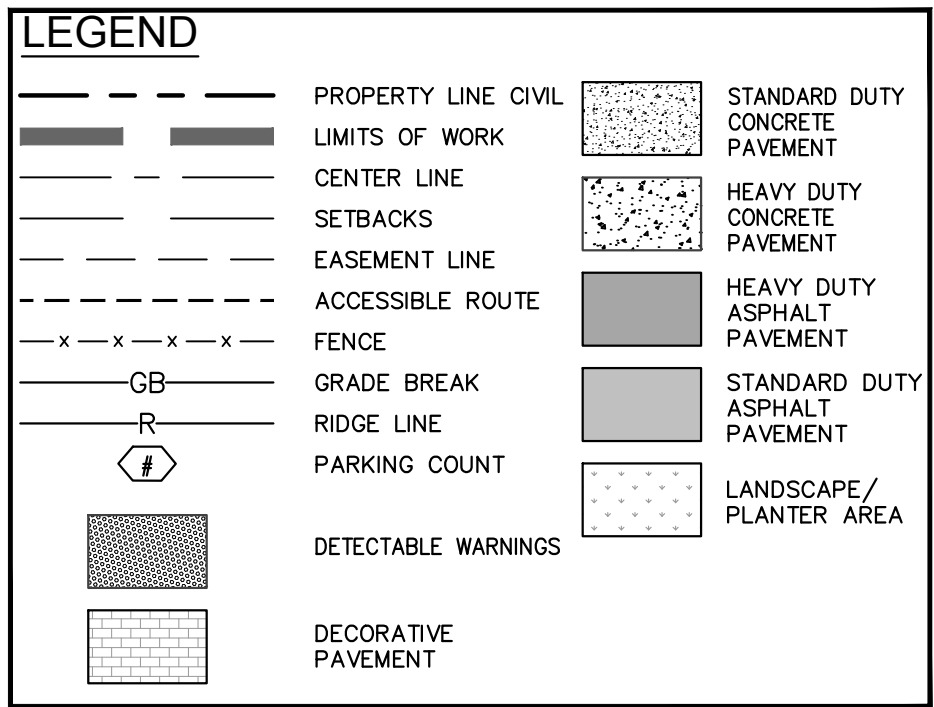 LEGEND
PROPERTY LINE CIVIL
LIMITS OF WORK
CENTER LINE
SETBACKS
EASEMENT LINE
ACCESSIBLE ROUTE
x x x x FENCE
GB GRADE BREAK
R RIDGE LINE
# PARKING COUNT
DETECTABLE WARNINGS
DECORATIVE
PAVEMENT
STANDARD DUTY
CONCRETE
PAVEMENT
HEAVY DUTY
CONCRETE
PAVEMENT
HEAVY DUTY
ASPHALT
PAVEMENT
STANDARD DUTY
ASPHALT
PAVEMENT
LANDSCAPE/
PLANTER AREA